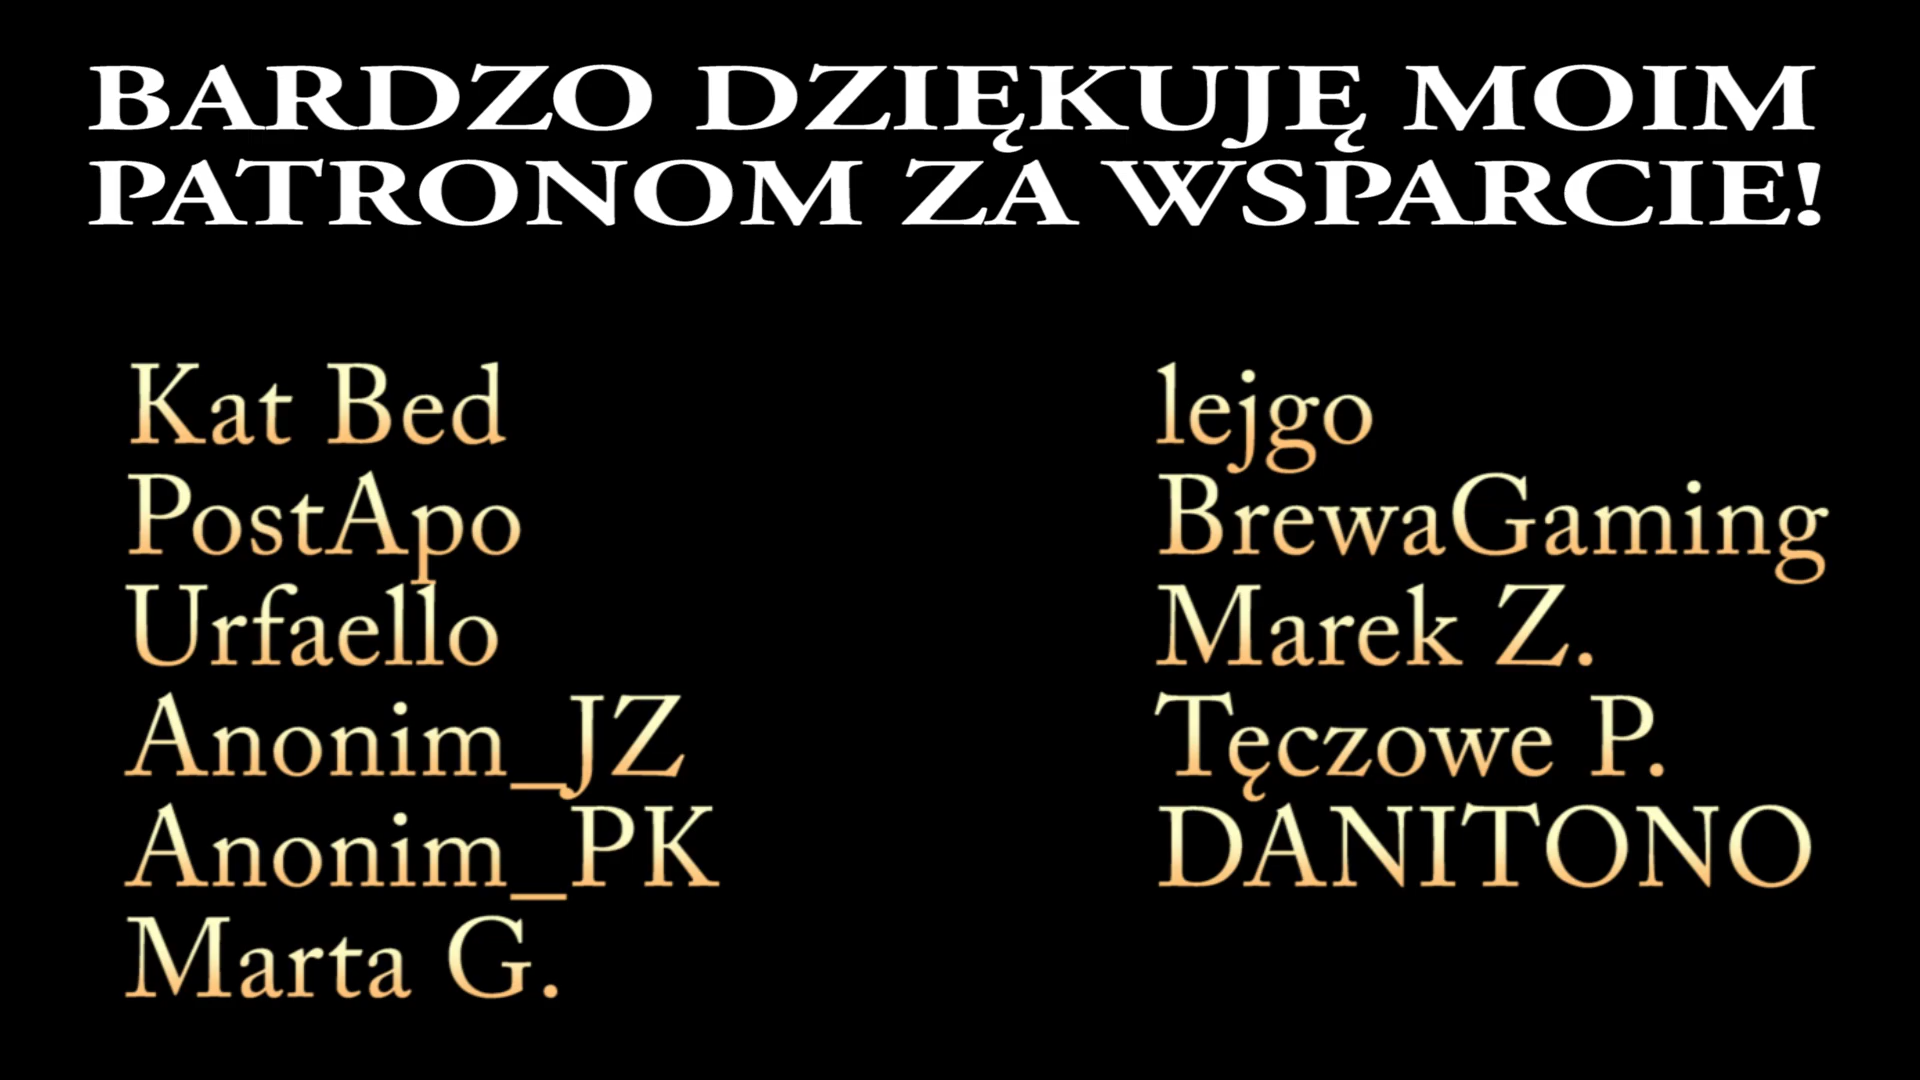 BARDZO DZIĘKUJĘ MOIM
PATRONOM ZA WSPARCIE!
Kat Bed
PostApo
Urfaello
Anonim_JZ
Anonim_PK
Marta G.
lejgo
BrewaGaming
Marek Z.
Tęczowe P.
DANITONO